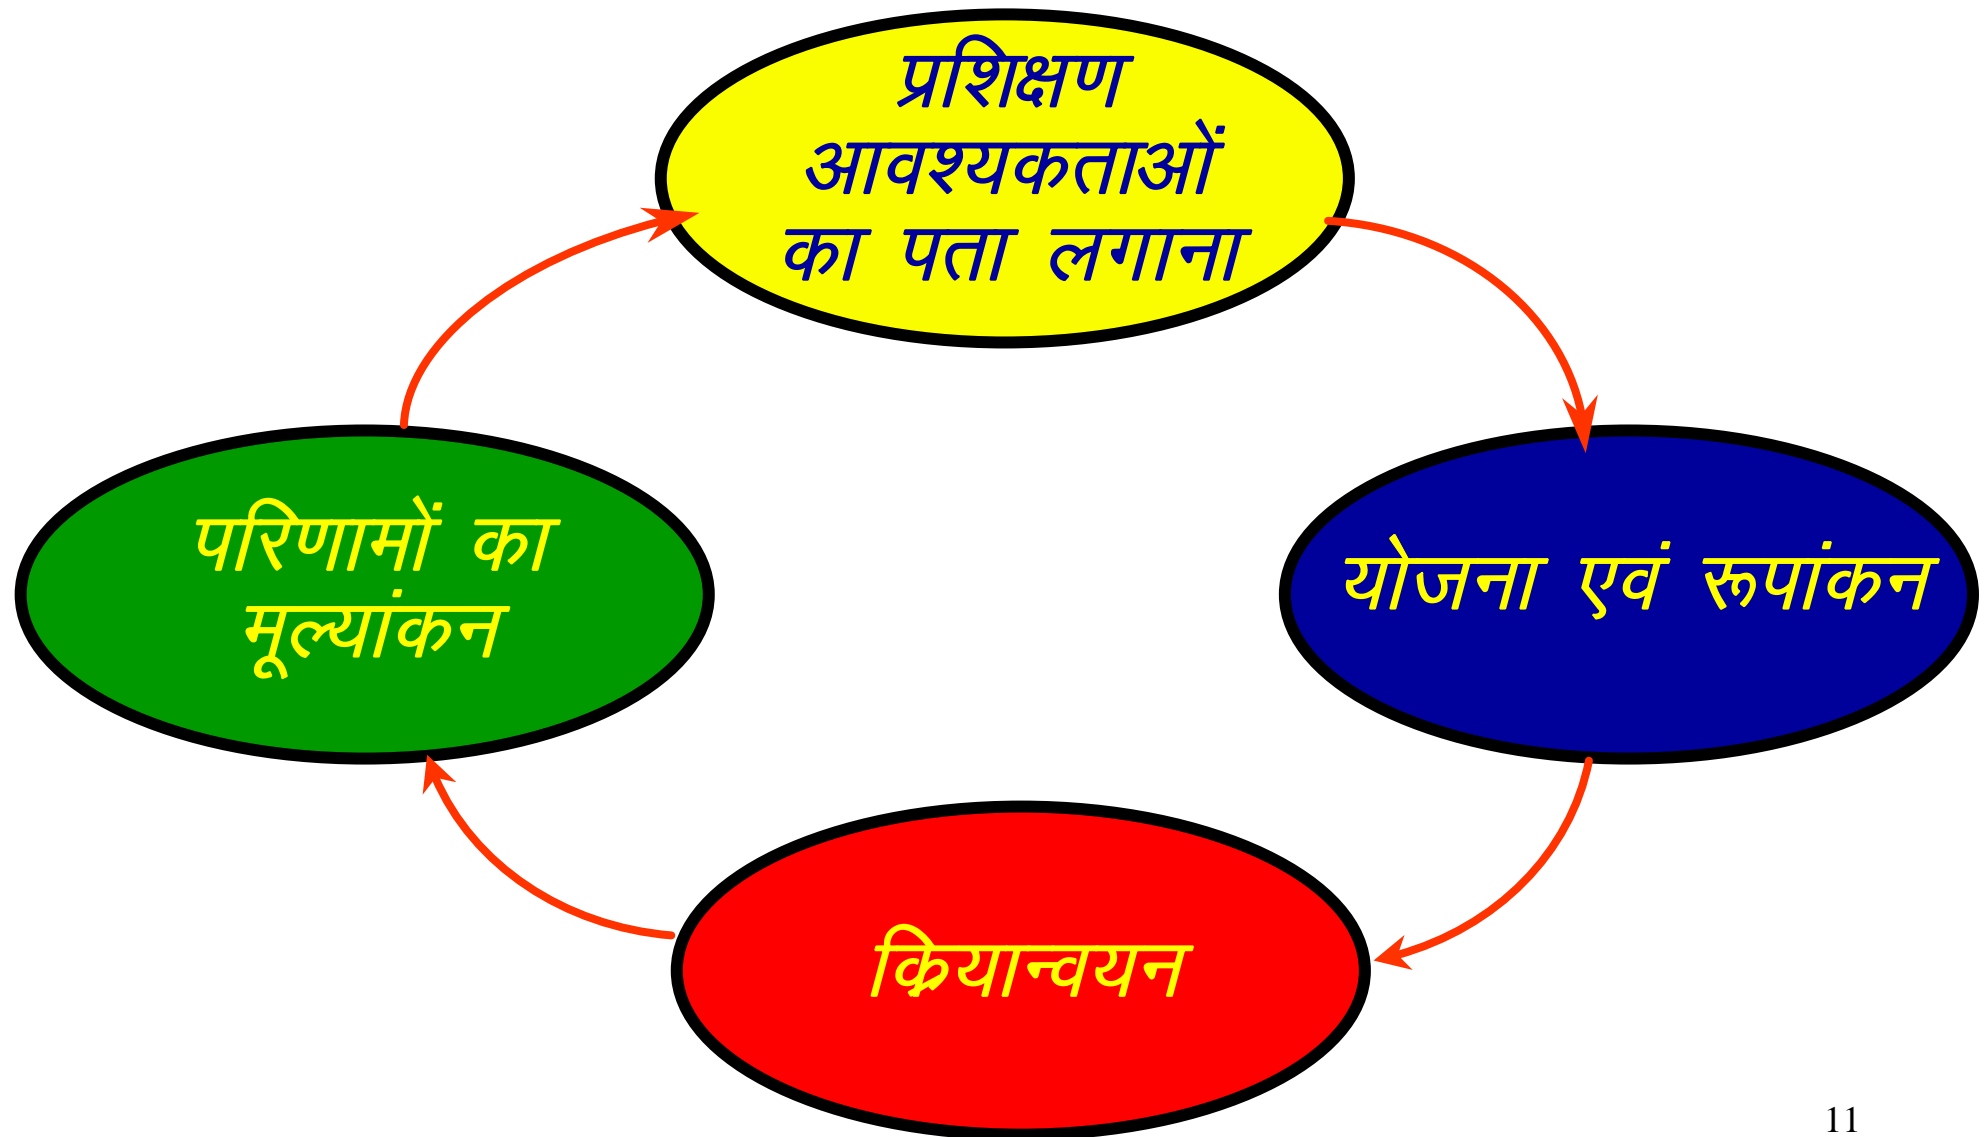 प्रशिक्षण
आवश्यकताओं
का पता लगाना
योजना एवं रूपांकन
क्रियान्वयन
परिणामों का
मूल्यांकन
11